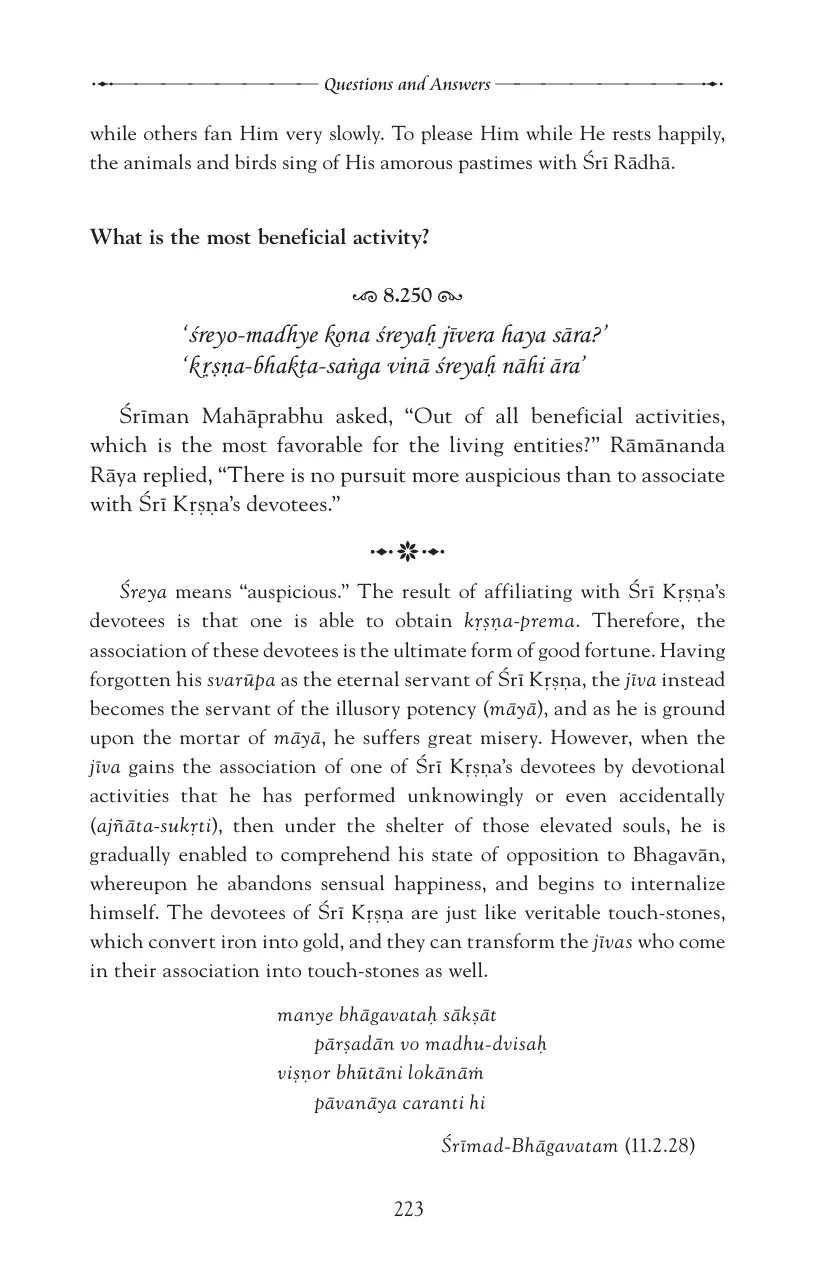 Questions and Answers
while others fan Him very slowly. To please Him while He rests happily,
the animals and birds sing of His amorous pastimes with Śrī Rādhā.
What is the most beneficial activity?
8.250
‘śreyo-madhye kona śreyaḥ jīvera haya sāra?’
‘kṛṣṇa-bhakta-saṅga vinā śreyaḥ nāhi āra’
Śrīman Mahāprabhu asked, “Out of all beneficial activities,
which is the most favorable for the living entities?” Rāmānanda
Rāya replied, “There is no pursuit more auspicious than to associate
with Śrī Kṛṣṇa’s devotees.”
Śreya means “auspicious.” The result of affiliating with Śrī Kṛṣṇa’s
devotees is that one is able to obtain kṛṣṇa-prema. Therefore, the
association of these devotees is the ultimate form of good fortune. Having
forgotten his svarūpa as the eternal servant of Śrī Kṛṣṇa, the jīva instead
becomes the servant of the illusory potency (māyā), and as he is ground
upon the mortar of māyā, he suffers great misery. However, when the
jīva gains the association of one of Śrī Kṛṣṇa’s devotees by devotional
activities that he has performed unknowingly or even accidentally
(ajñāta-sukṛti), then under the shelter of those elevated souls, he is
gradually enabled to comprehend his state of opposition to Bhagavān,
whereupon he abandons sensual happiness, and begins to internalize
himself. The devotees of Śrī Kṛṣṇa are just like veritable touch-stones,
which convert iron into gold, and they can transform the jīvas who come
in their association into touch-stones as well.
manye bhāgavataḥ sākṣāt
pārṣadān vo madhu-dvisaḥ
viṣṇor bhūtāni lokānāṁ
pāvanāya caranti hi
Śrīmad-Bhāgavatam (11.2.28)
223